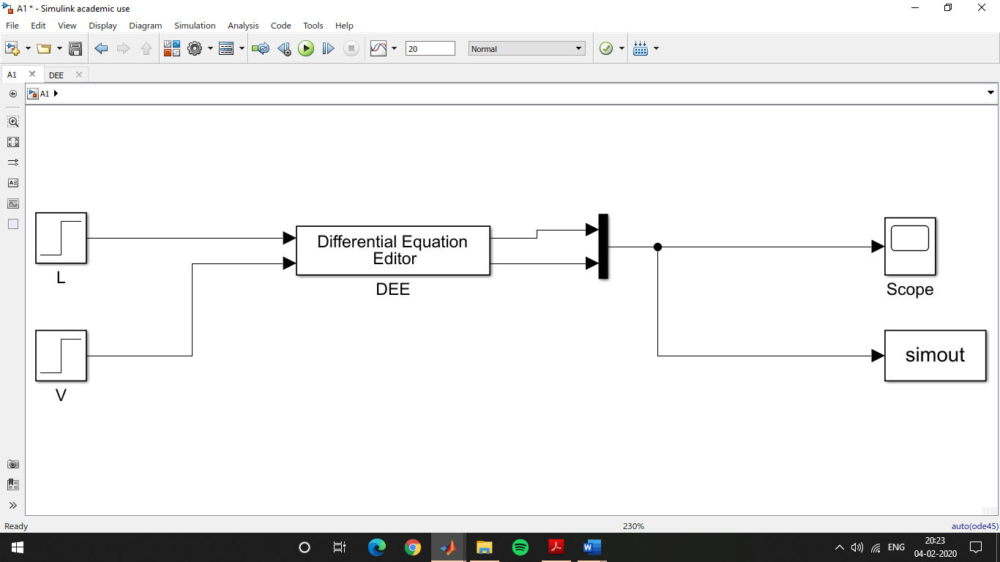 A1 * - Simulink academic use
File Edit View Display Diagram Simulation Analysis Code Tools Help
20 Normal
A1 DEE
A1
L
Differential Equation
Editor
DEE
Scope
V
simout
Ready 230% auto(ode45)
ENG 20:23
04-02-2020